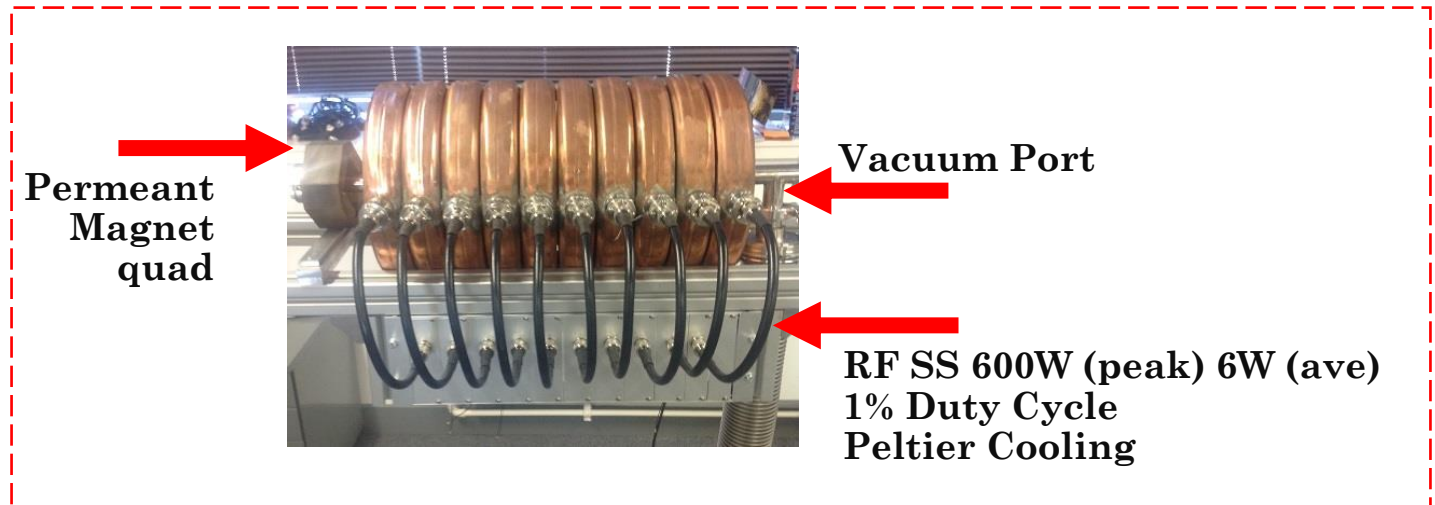 Permeant
Magnet
quad
Vacuum Port
RF SS 600W (peak) 6W (ave)
1% Duty Cycle
Peltier Cooling